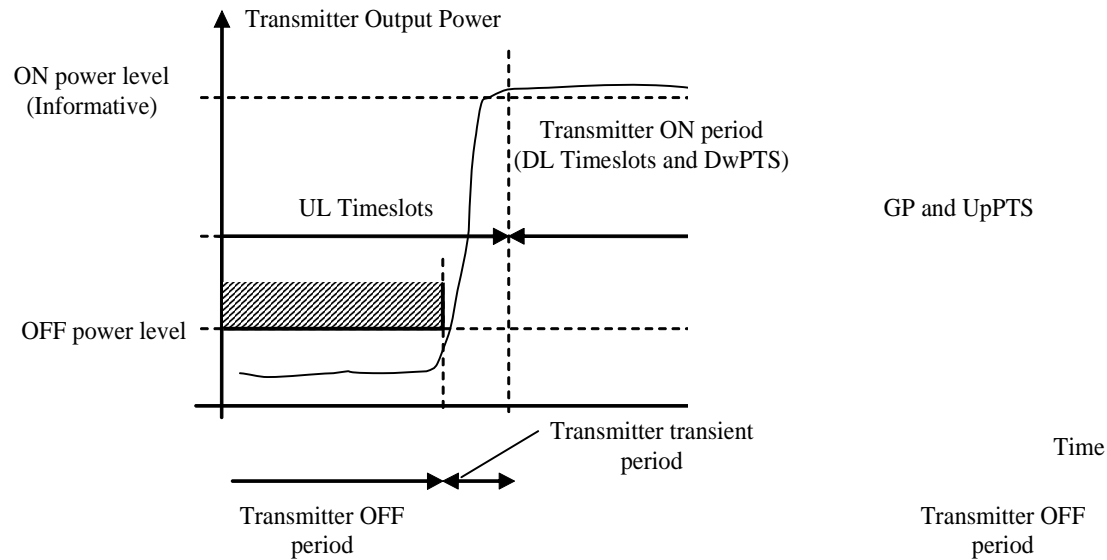 Transmitter Output Power
ON power level
(Informative)
Transmitter ON period
(DL Timeslots and DwPTS)
UL Timeslots
GP and UpPTS
OFF power level
Transmitter transient
period
Time
Transmitter OFF
period
Transmitter OFF
period